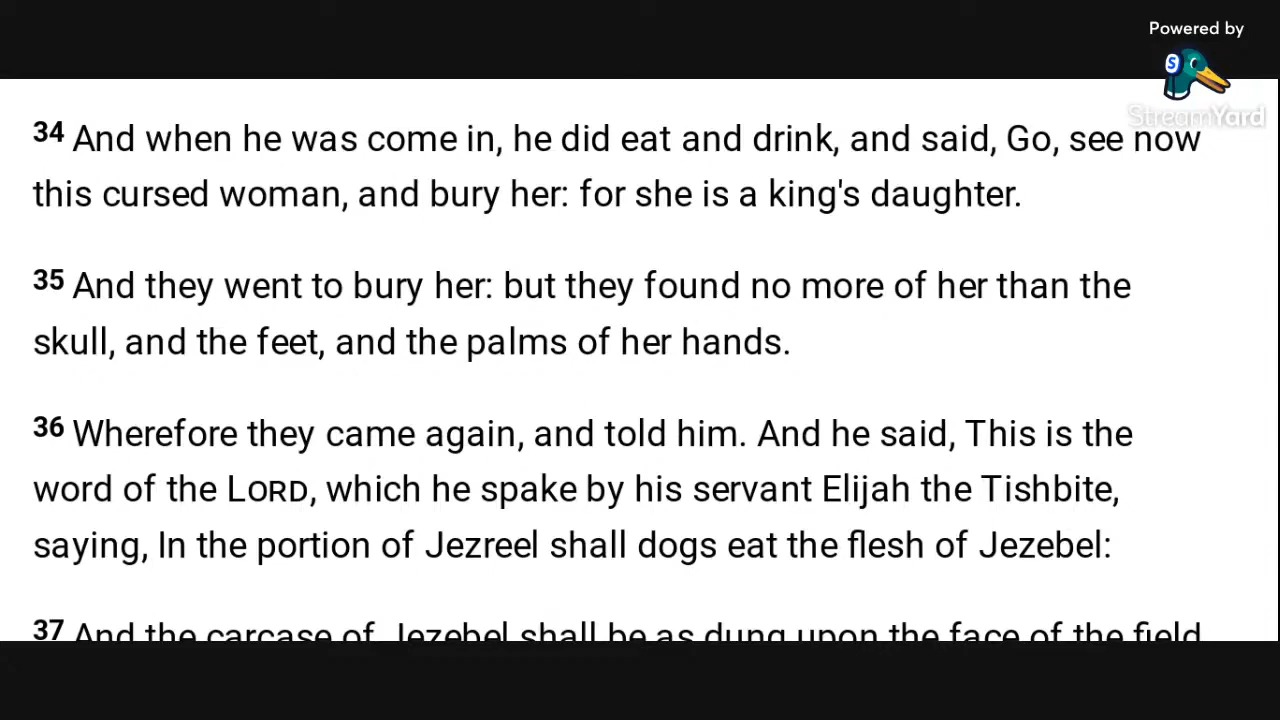 Powered by
S
StreamYard
34 And when he was come in, he did eat and drink, and said, Go, see now
this cursed woman, and bury her: for she is a king's daughter.
35 And they went to bury her: but they found no more of her than the
skull, and the feet, and the palms of her hands.
36 Wherefore they came again, and told him. And he said, This is the
word of the LORD, which he spake by his servant Elijah the Tishbite,
saying, In the portion of Jezreel shall dogs eat the flesh of Jezebel:
37 And the carcase of Jezebel shall be as dung upon the face of the field